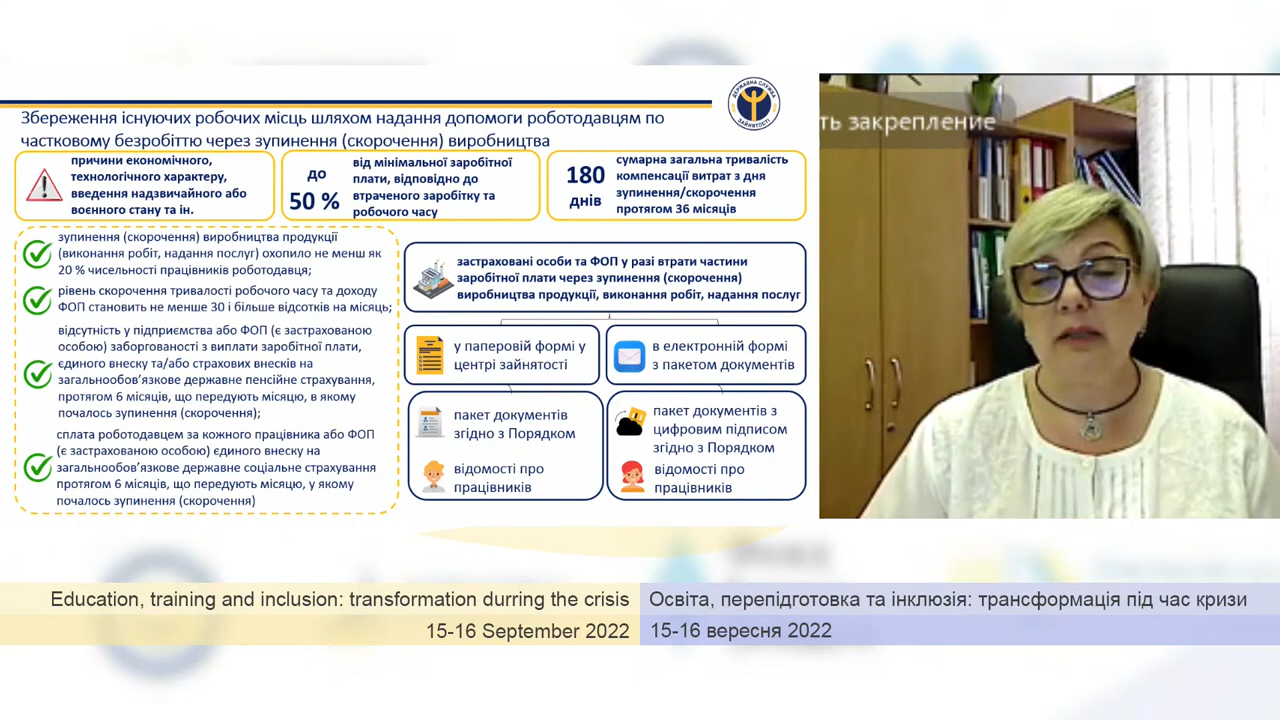 Збереження існуючих робочих місць шляхом надання допомоги роботодавцям по
частковому безробіттю через зупинення (скорочення) виробництва
ДЕРЖАВНА СЛУЖБА
ЗАЙНЯТОСТІ
причини економічного,
технологічного характеру,
введення надзвичайного або
воєнного стану та ін.
до
50 %
від мінімальної заробітної
плати, відповідно до
втраченого заробітку та
робочого часу
180
днів
сумарна загальна тривалість
компенсації витрат з дня
зупинення/скорочення
протягом 36 місяців
зупинення (скорочення) виробництва продукції
(виконання робіт, надання послуг) охопило не менш як
20 % чисельності працівників роботодавця;
рівень скорочення тривалості робочого часу та доходу
ФОП становить не менше 30 і більше відсотків на місяць;
відсутність у підприємства або ФОП (є застрахованою
особою) заборгованості з виплати заробітної плати,
єдиного внеску та/або страхових внесків на
загальнообов’язкове державне пенсійне страхування,
протягом 6 місяців, що передують місяцю, в якому
почалось зупинення (скорочення);
сплата роботодавцем за кожного працівника або ФОП
(є застрахованою особою) єдиного внеску на
загальнообов’язкове державне соціальне страхування
протягом 6 місяців, що передують місяцю, у якому
почалось зупинення (скорочення)
застраховані особи та ФОП у разі втрати частини
заробітної плати через зупинення (скорочення)
виробництва продукції, виконання робіт, надання послуг
у паперовій формі у
центрі зайнятості
в електронній формі
з пакетом документів
пакет документів
згідно з Порядком
відомості про
працівників
пакет документів з
цифровим підписом
згідно з Порядком
відомості про
працівників
ть закрепление
Education, training and inclusion: transformation durring the crisis
15-16 September 2022
Освіта, перепідготовка та інклюзія: трансформація під час кризи
15-16 вересня 2022